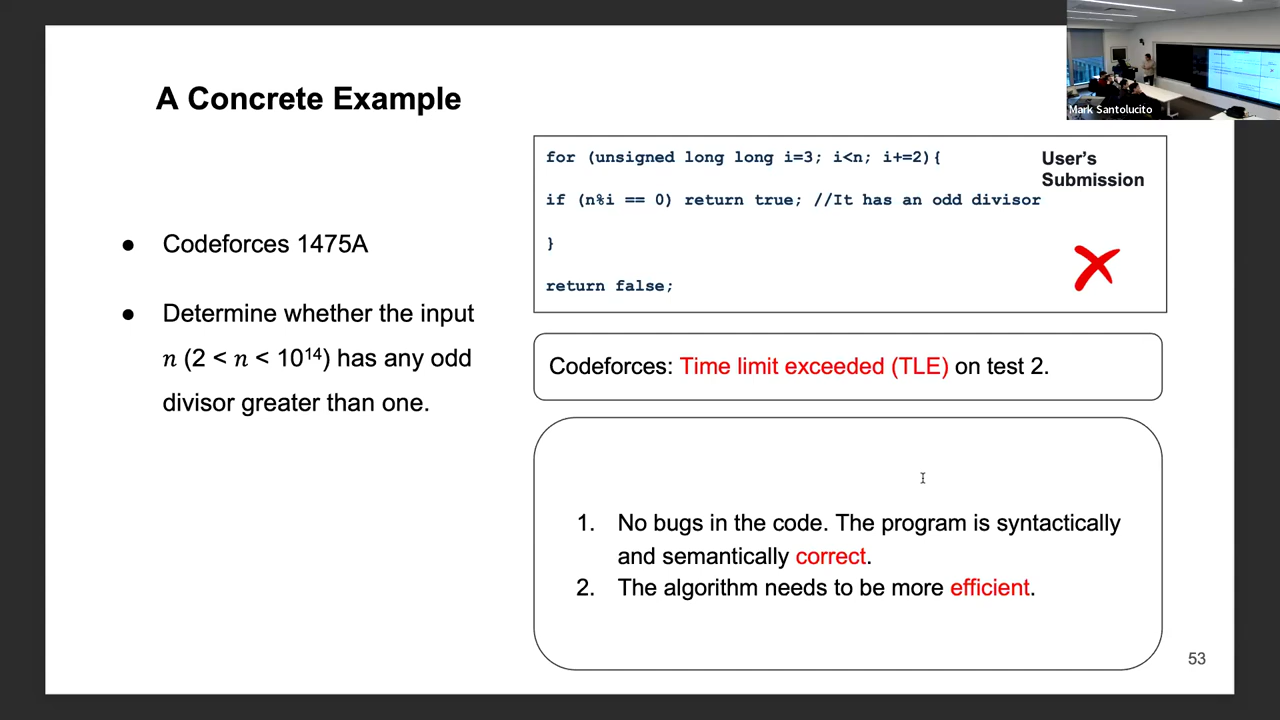 A Concrete Example
Mark Santolucito
● Codeforces 1475A
● Determine whether the input
𝑛 (2 < 𝑛 < 10¹⁴) has any odd
divisor greater than one.
for (unsigned long long i=3; i<n; i+=2){
if (n%i == 0) return true; //It has an odd divisor
}
return false;
User's
Submission
Codeforces: Time limit exceeded (TLE) on test 2.
1. No bugs in the code. The program is syntactically
and semantically correct.
2. The algorithm needs to be more efficient.
53